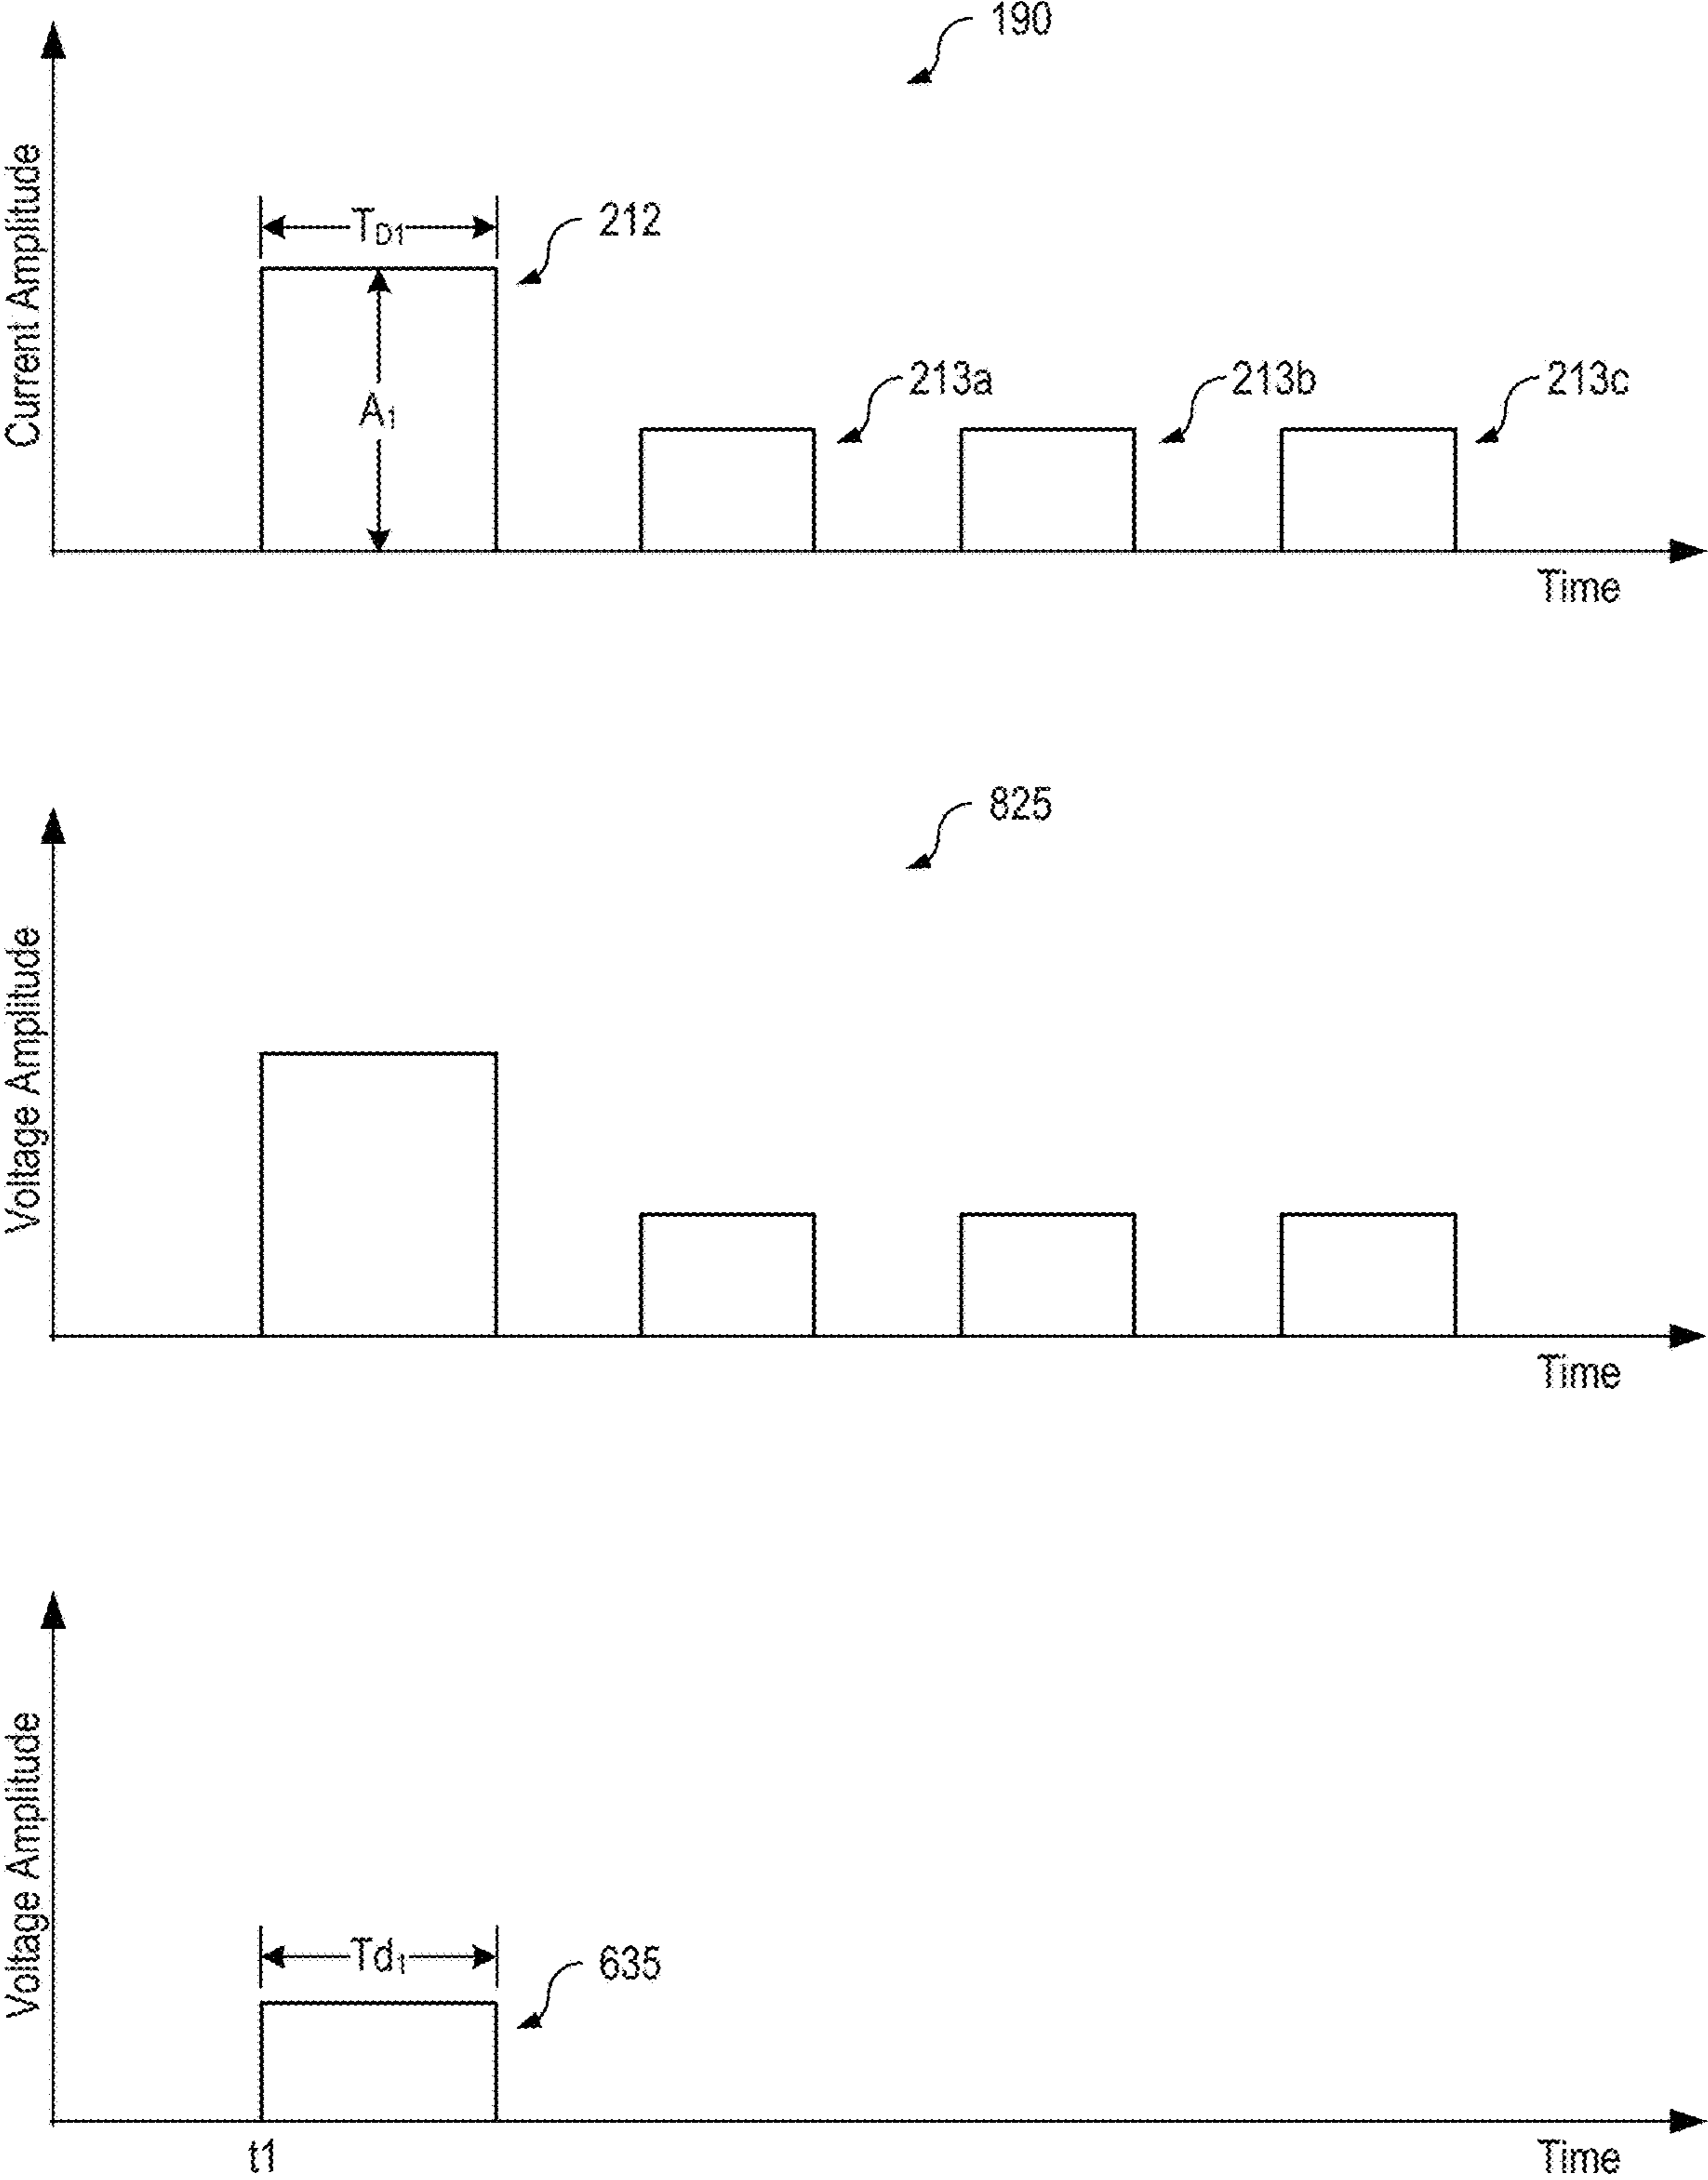 190
Current Amplitude
T_D1
212
A₁
213a
213b
213c
Time
825
Voltage Amplitude
Time
Voltage Amplitude
Td₁
635
t1
Time